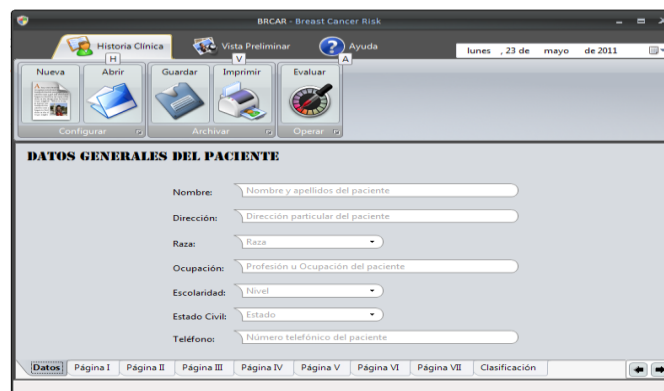 BRCAR - Breast Cancer Risk
Historia Clínica
Vista Preliminar
Ayuda
lunes , 23 de mayo de 2011
H
V
A
Nueva
Abrir
Guardar
Imprimir
Evaluar
Configurar
Archivar
Operar
DATOS GENERALES DEL PACIENTE
Nombre: Nombre y apellidos del paciente
Dirección: Dirección particular del paciente
Raza: Raza
Ocupación: Profesión u Ocupación del paciente
Escolaridad: Nivel
Estado Civil: Estado
Teléfono: Número telefónico del paciente
Datos Página I Página II Página III Página IV Página V Página VI Página VII Clasificación